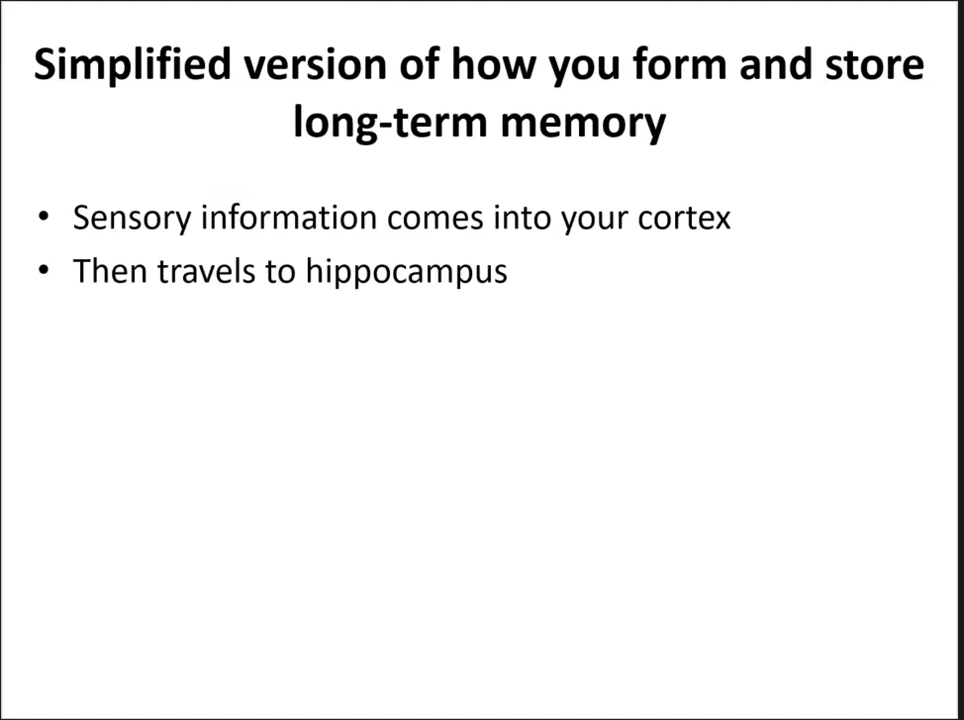 Simplified version of how you form and store
long-term memory
• Sensory information comes into your cortex
• Then travels to hippocampus